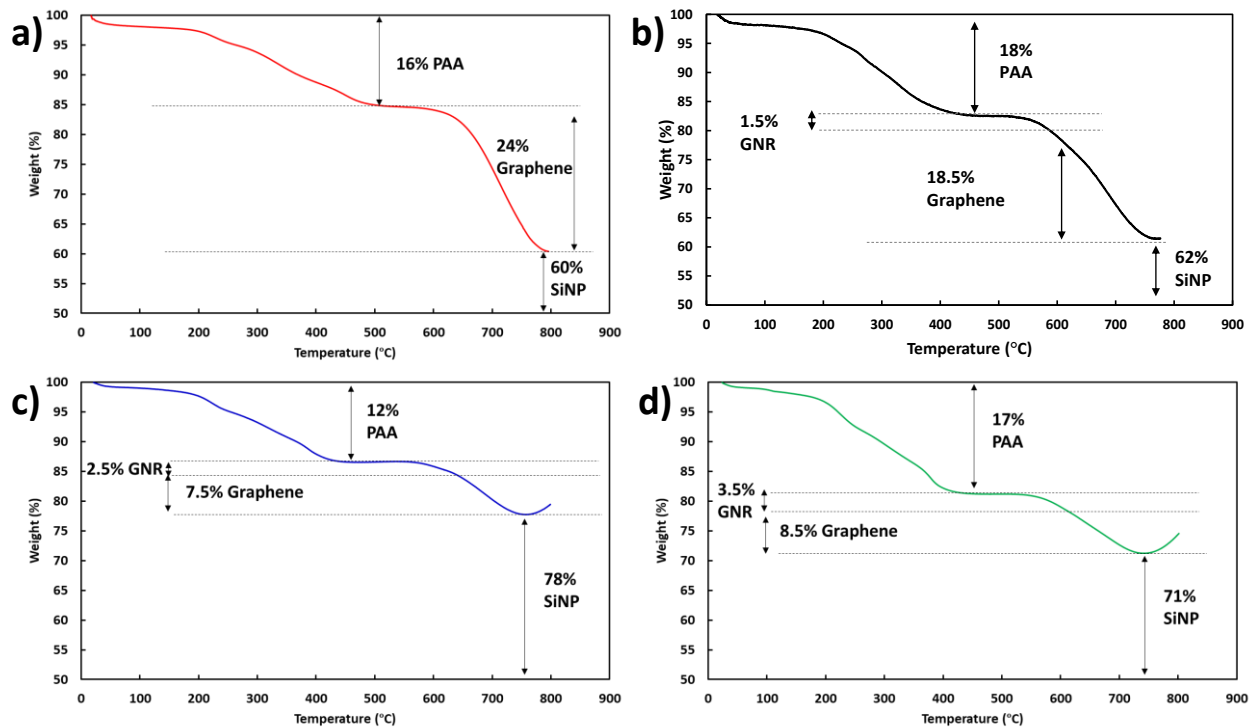 a)
100
95
90
85
80
75
70
65
60
55
50
Weight (%)
16% PAA
24%
Graphene
60%
SiNP
0 100 200 300 400 500 600 700 800 900
Temperature (°C)
b)
100
95
90
85
80
75
70
65
60
55
50
Weight (%)
18%
PAA
1.5%
GNR
18.5%
Graphene
62%
SiNP
0 100 200 300 400 500 600 700 800 900
Temperature (°C)
c)
100
95
90
85
80
75
70
65
60
55
50
Weight (%)
12%
PAA
2.5% GNR
7.5% Graphene
78%
SiNP
0 100 200 300 400 500 600 700 800 900
Temperature (°C)
d)
100
95
90
85
80
75
70
65
60
55
50
Weight (%)
17%
PAA
3.5%
GNR
8.5% Graphene
71%
SiNP
0 100 200 300 400 500 600 700 800 900
Temperature (°C)